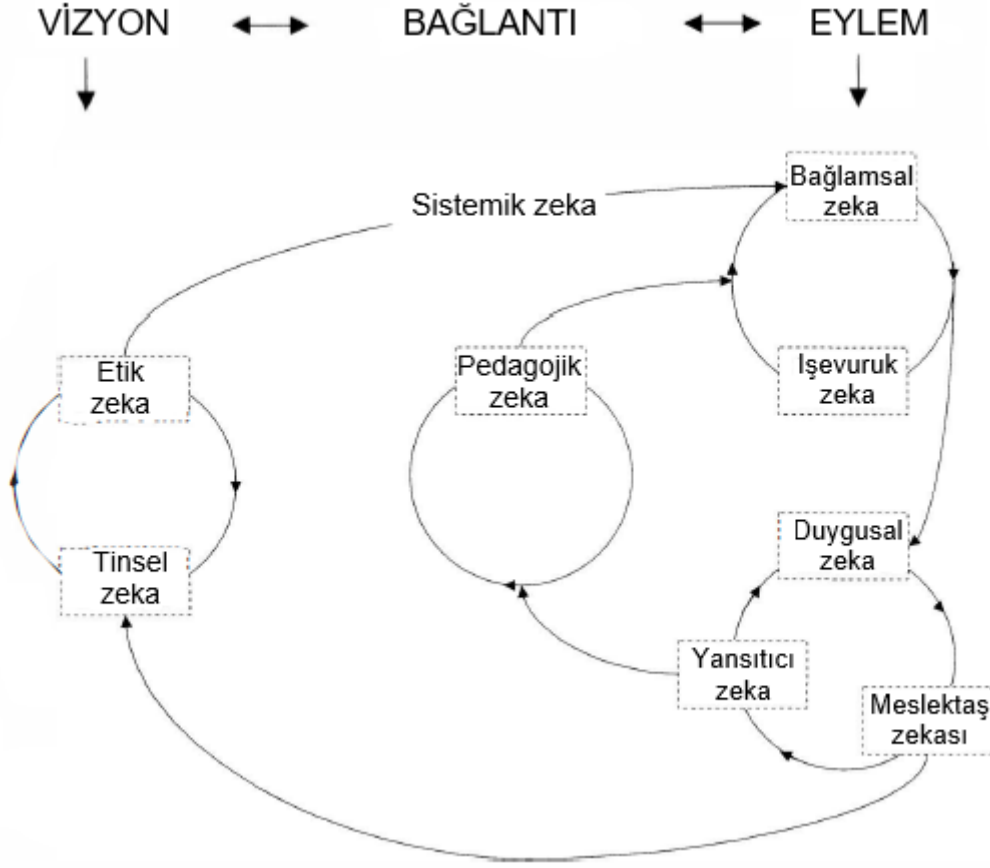 VİZYON
BAĞLANTI
EYLEM
Bağlamsal
zeka
Sistemik zeka
Etik
zeka
Pedagojik
zeka
Işevuruk
zeka
Duygusal
zeka
Tinsel
zeka
Yansıtıcı
zeka
Meslektaş
zekası